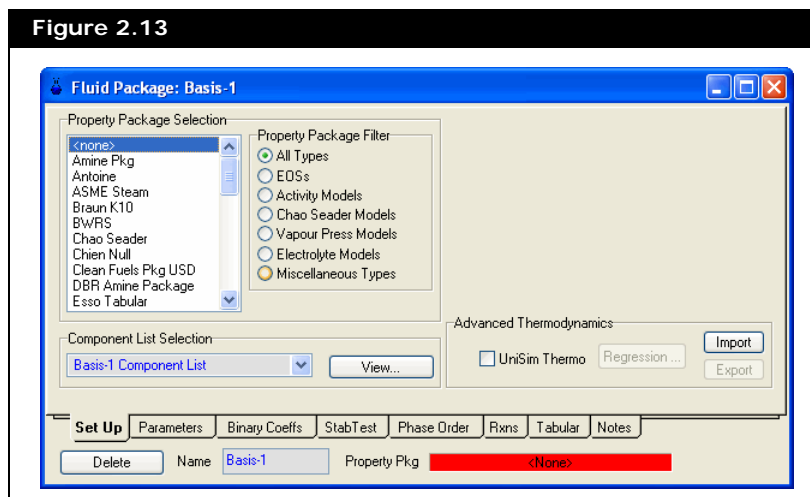 Figure 2.13
Fluid Package: Basis-1
Property Package Selection
<none>
Amine Pkg
Antoine
ASME Steam
Braun K10
BWRS
Chao Seader
Chien Null
Clean Fuels Pkg USD
DBR Amine Package
Esso Tabular
Property Package Filter
All Types
EOSs
Activity Models
Chao Seader Models
Vapour Press Models
Electrolyte Models
Miscellaneous Types
Component List Selection
Basis-1 Component List
View...
Advanced Thermodynamics
UniSim Thermo
Regression ...
Import
Export
Set Up Parameters Binary Coeffs StabTest Phase Order Rxns Tabular Notes
Delete Name Basis-1 Property Pkg <None>